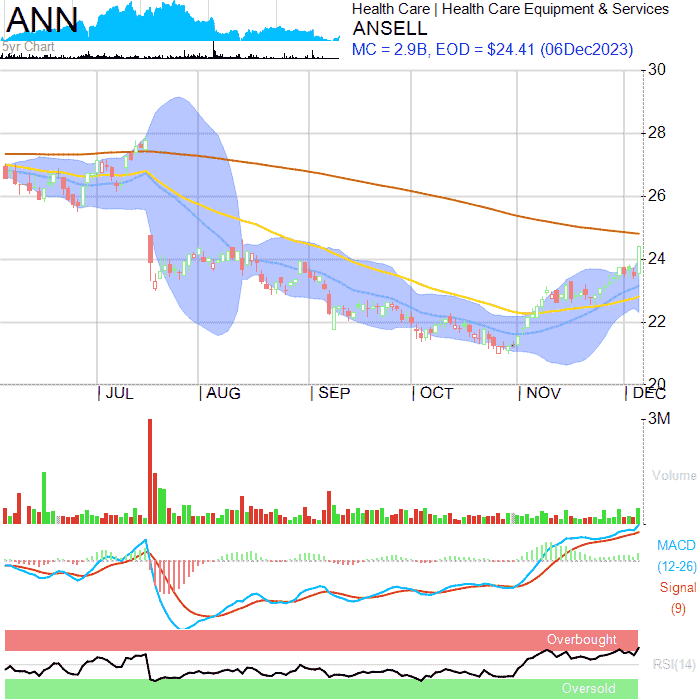 ANN
5yr Chart
Health Care | Health Care Equipment & Services
ANSELL
MC = 2.9B, EOD = $24.41 (06Dec2023)
30
28
26
24
22
20
JUL
AUG
SEP
OCT
NOV
DEC
3M
Volume
MACD
(12-26)
Signal
(9)
Overbought
RSI(14)
Oversold